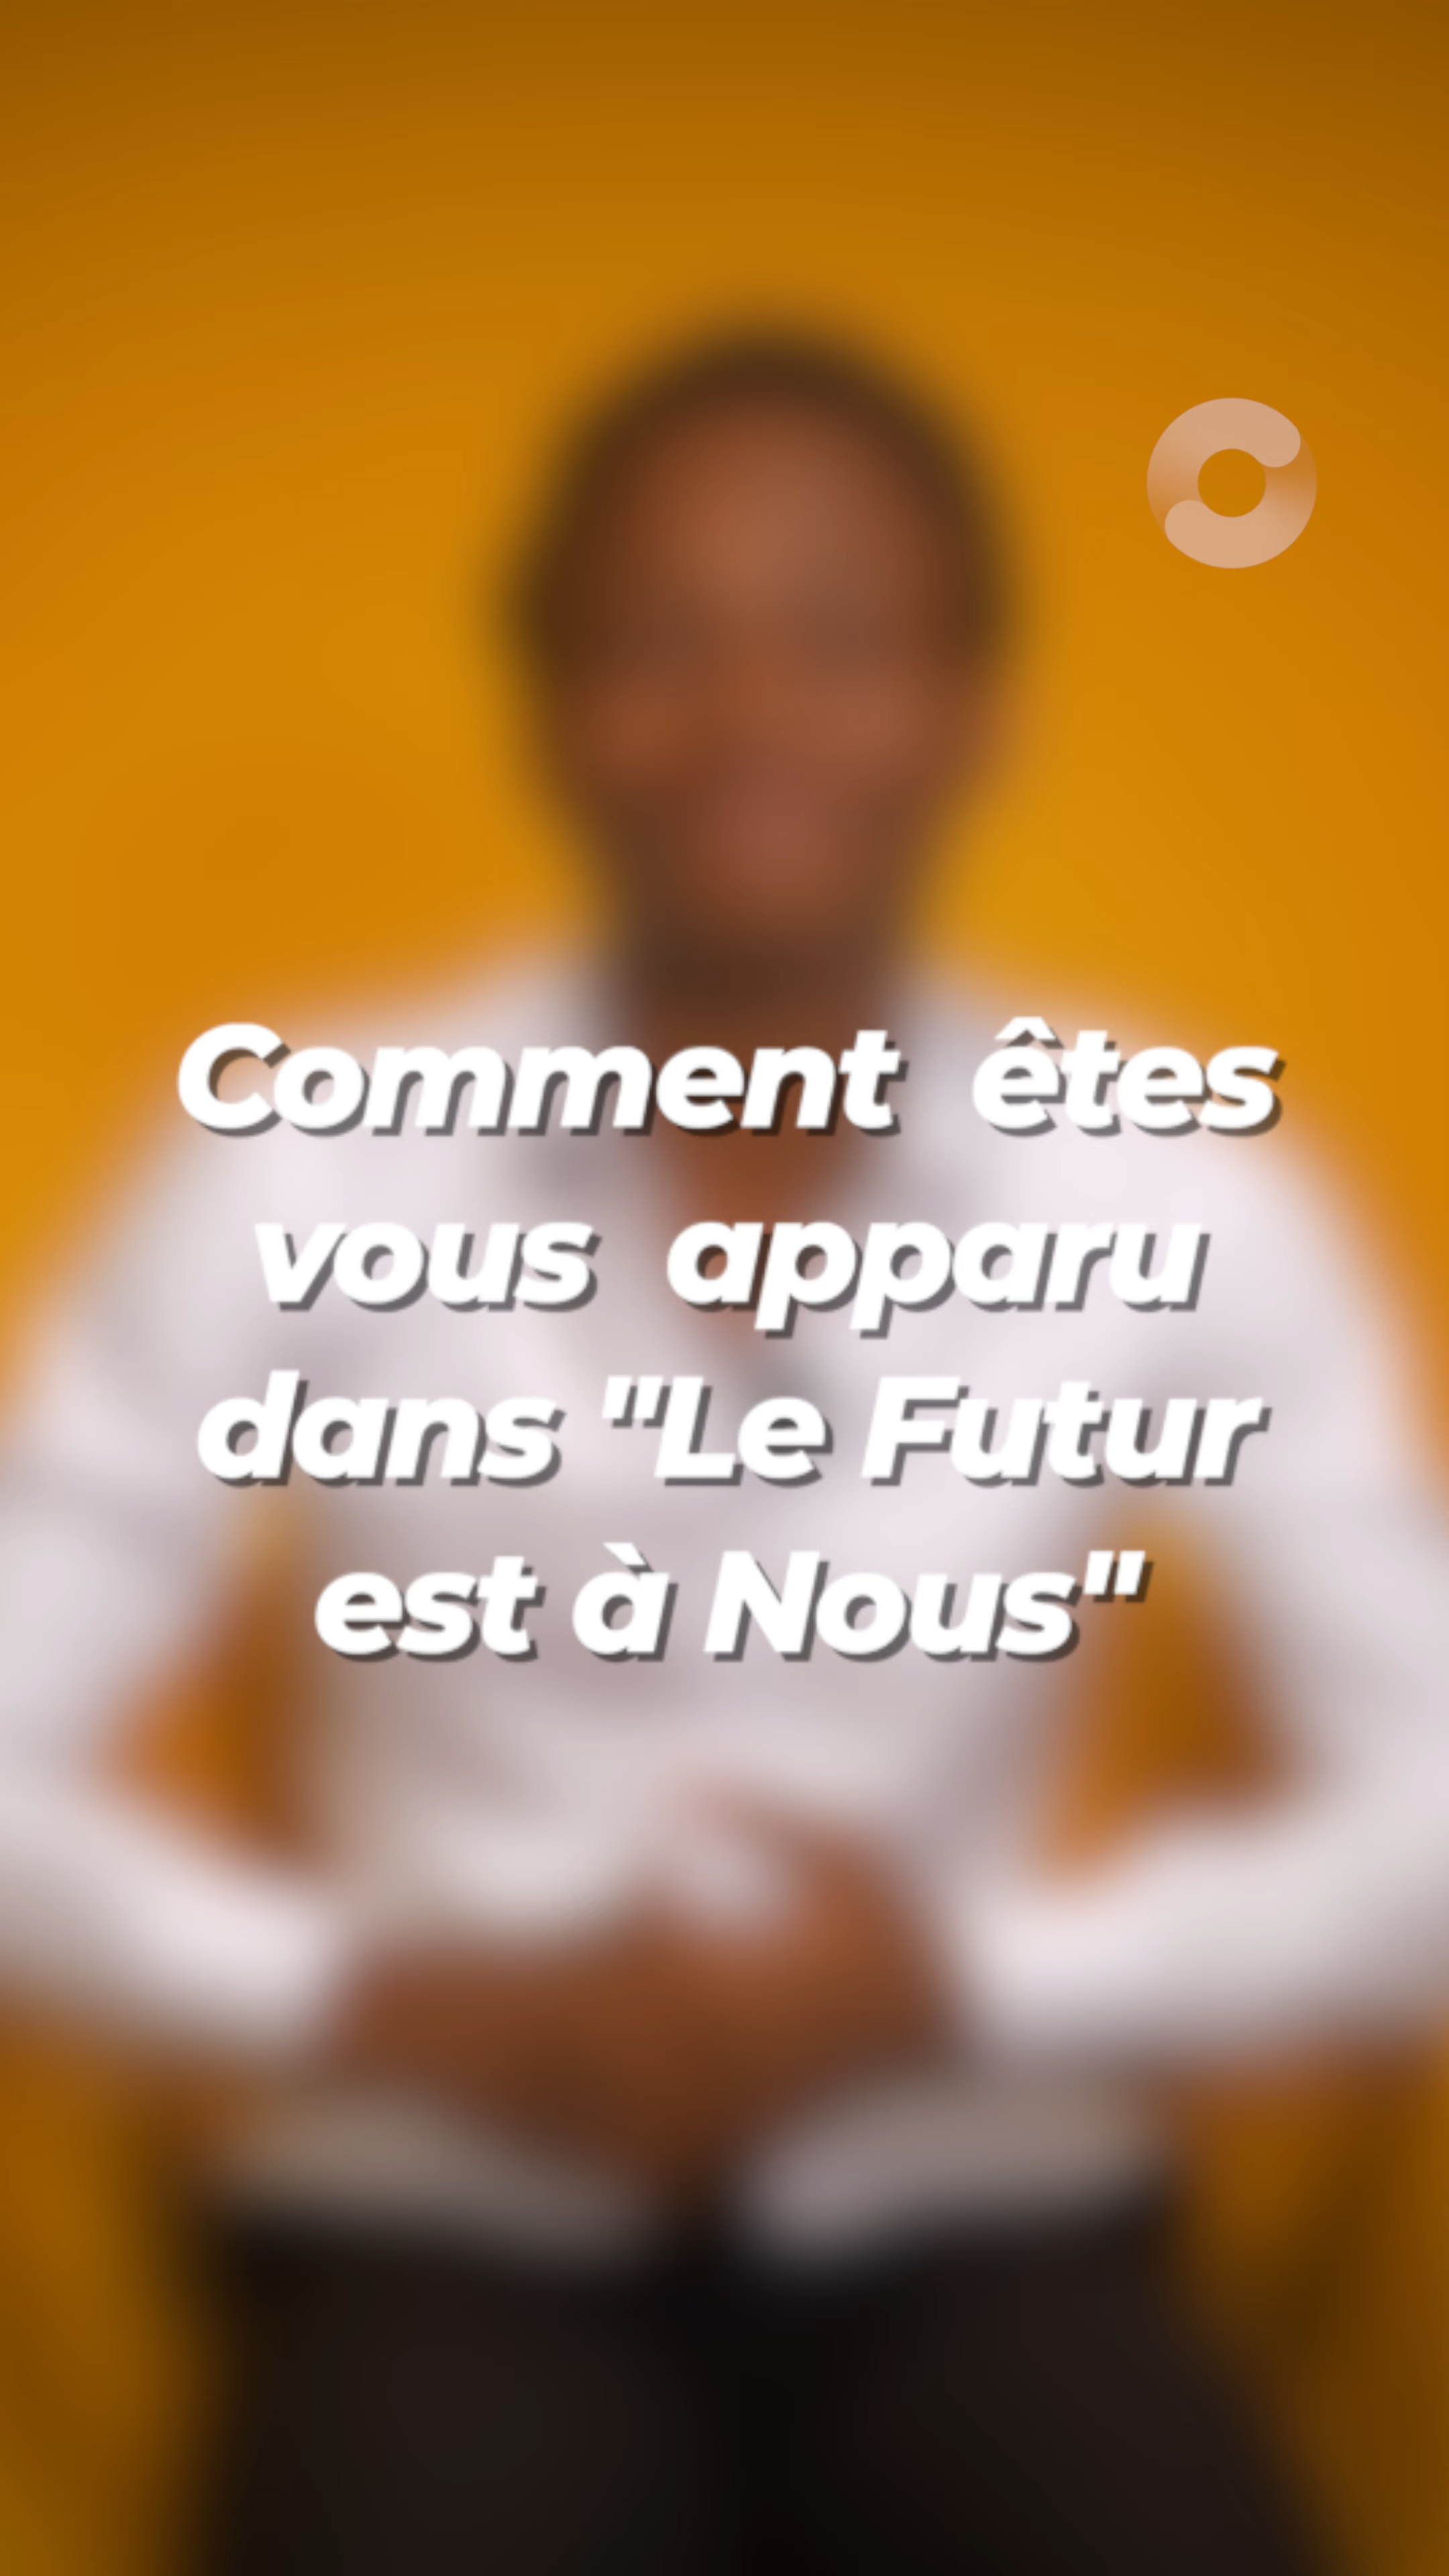 Comment êtes
vous apparu
dans "Le Futur
est à Nous"